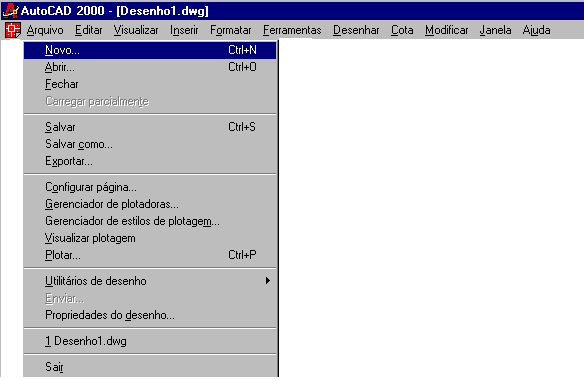 AutoCAD 2000 - [Desenho1.dwg]
Arquivo Editar Visualizar Inserir Formatar Ferramentas Desenhar Cota Modificar Janela Ajuda
Novo... Ctrl+N
Abrir... Ctrl+O
Fechar
Carregar parcialmente
Salvar Ctrl+S
Salvar como...
Exportar...
Configurar página...
Gerenciador de plotadoras...
Gerenciador de estilos de plotagem...
Visualizar plotagem
Plotar... Ctrl+P
Utilitários de desenho
Enviar...
Propriedades do desenho...
1 Desenho1.dwg
Sair